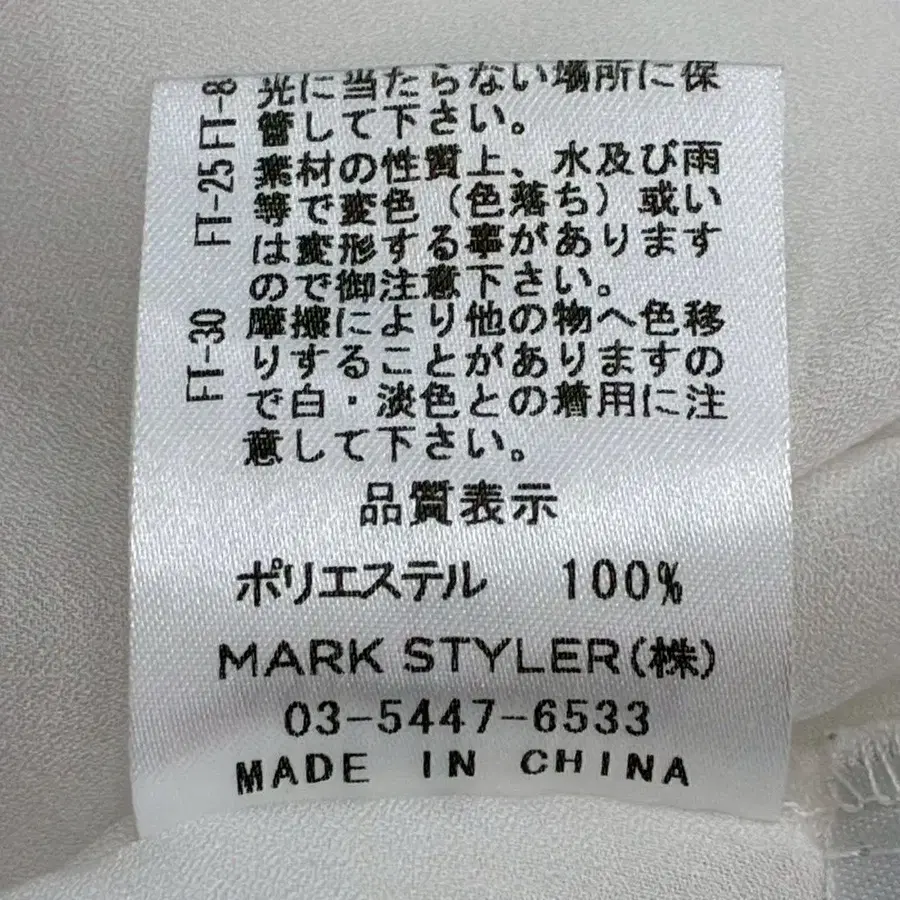 FT-8 光に当たらない場所に保
管して下さい。
FT-25 素材の性質上、水及び雨
等で変色(色落ち)或い
は変形する事があります
ので御注意下さい。
FT-30 摩擦により他の物へ色移
りすることがありますの
で白・淡色との着用に注
意して下さい。
品質表示
ポリエステル 100%
MARK STYLER(株)
03-5447-6533
MADE IN CHINA